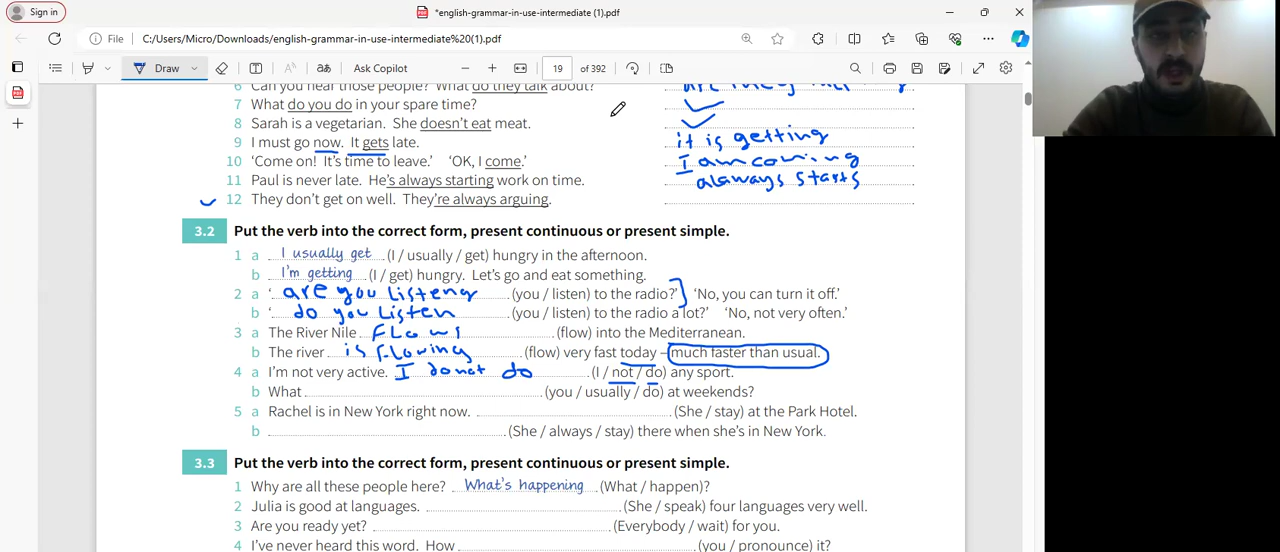 Sign in
*english-grammar-in-use-intermediate (1).pdf
File C:/Users/Micro/Downloads/english-grammar-in-use-intermediate%20(1).pdf
Draw
Ask Copilot
19 of 392
6 Can you hear those people? What do they talk about?
7 What do you do in your spare time?
8 Sarah is a vegetarian. She doesn't eat meat.
9 I must go now. It gets late. it is getting
10 'Come on! It's time to leave.' 'OK, I come.' I am coming
11 Paul is never late. He's always starting work on time. always starts
12 They don't get on well. They're always arguing.
3.2 Put the verb into the correct form, present continuous or present simple.
1 a I usually get (I / usually / get) hungry in the afternoon.
b I'm getting (I / get) hungry. Let's go and eat something.
2 a ' are you listeng (you / listen) to the radio?' 'No, you can turn it off.'
b ' do you listen (you / listen) to the radio a lot?' 'No, not very often.'
3 a The River Nile flows (flow) into the Mediterranean.
b The river is flowing (flow) very fast today – much faster than usual.
4 a I'm not very active. I do not do (I / not / do) any sport.
b What (you / usually / do) at weekends?
5 a Rachel is in New York right now. (She / stay) at the Park Hotel.
b (She / always / stay) there when she's in New York.
3.3 Put the verb into the correct form, present continuous or present simple.
1 Why are all these people here? What's happening (What / happen)?
2 Julia is good at languages. (She / speak) four languages very well.
3 Are you ready yet? (Everybody / wait) for you.
4 I've never heard this word. How (you / pronounce) it?